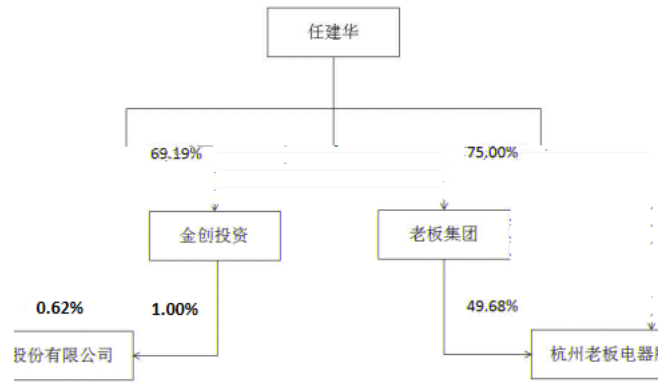 任建华
69.19%
75.00%
金创投资
老板集团
0.62%
1.00%
49.68%
股份有限公司
杭州老板电器